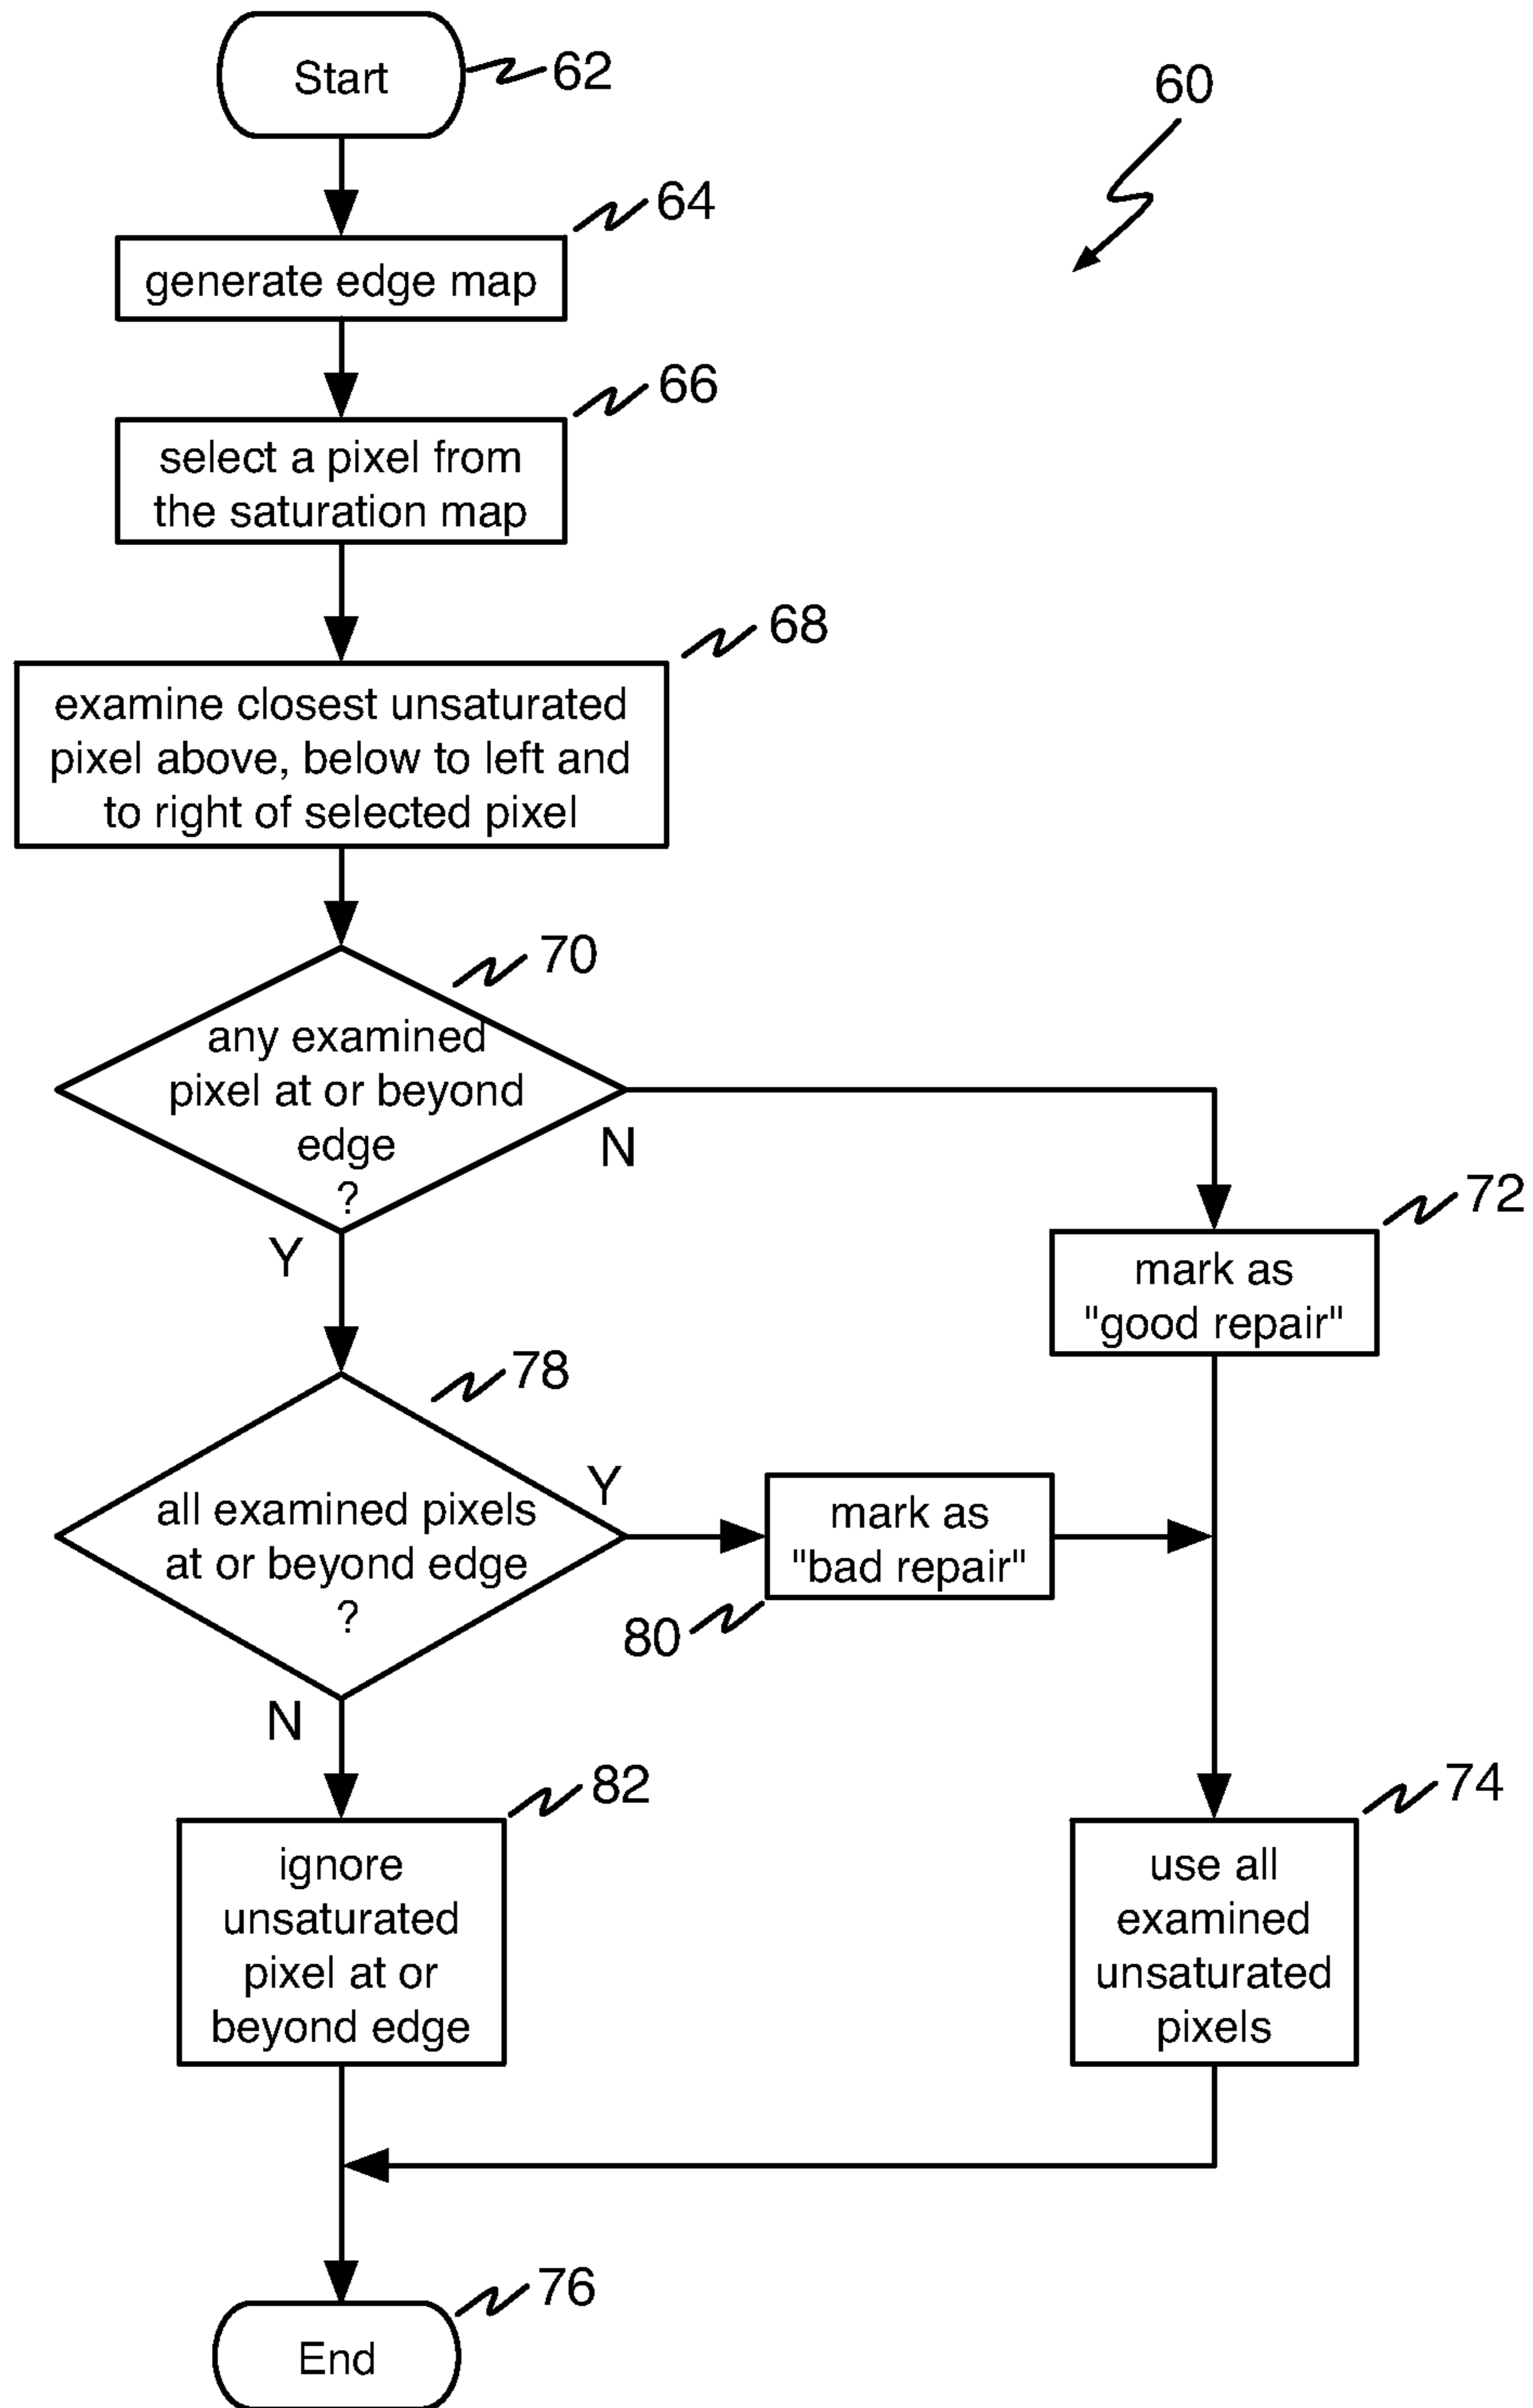 Start
62
60
64
generate edge map
66
select a pixel from
the saturation map
68
examine closest unsaturated
pixel above, below to left and
to right of selected pixel
70
any examined
pixel at or beyond
edge
?
N
Y
72
mark as
"good repair"
78
all examined pixels
at or beyond edge
?
Y
N
mark as
"bad repair"
80
82
ignore
unsaturated
pixel at or
beyond edge
74
use all
examined
unsaturated
pixels
76
End